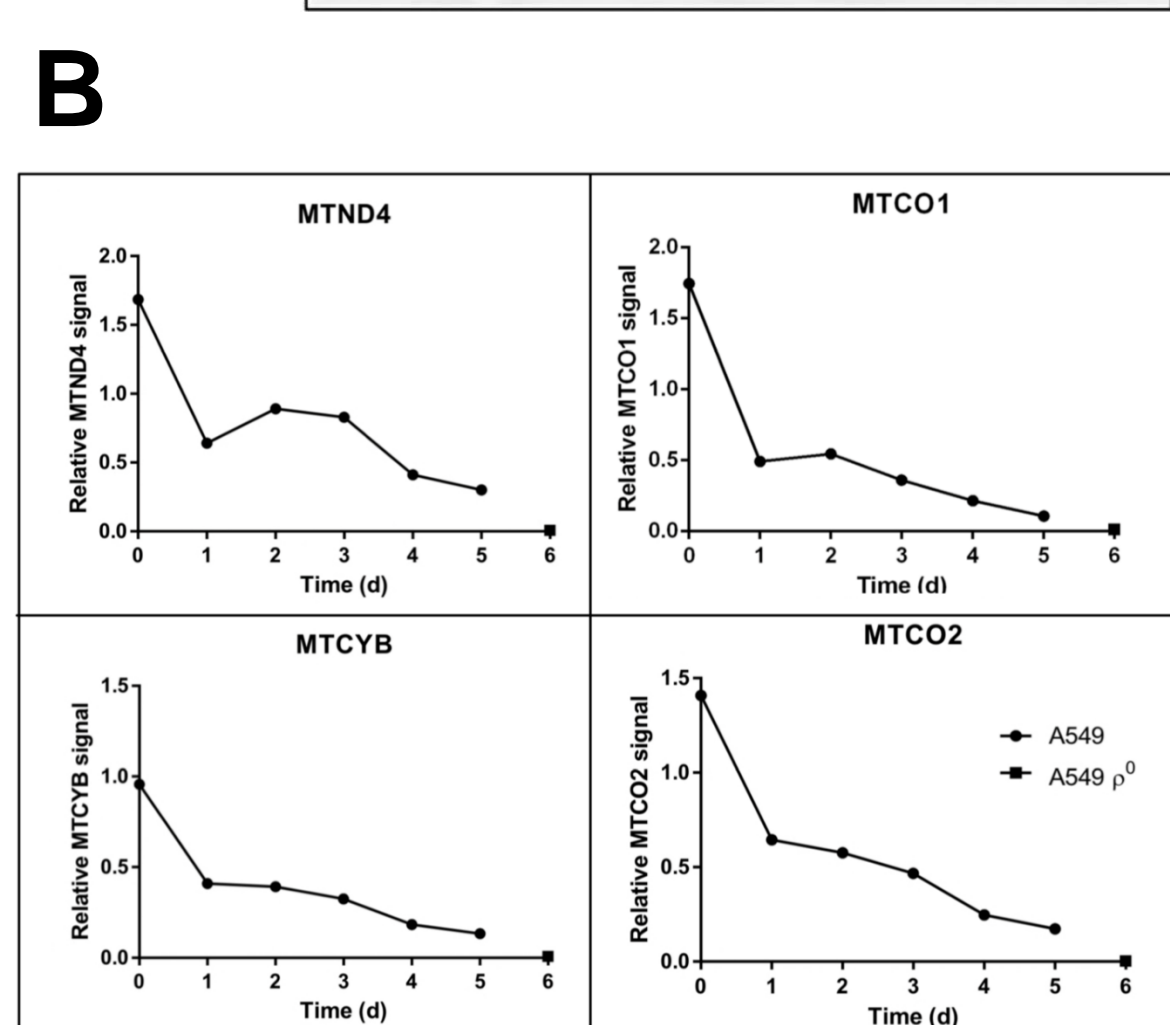 B
MTND4
Relative MTND4 signal
2.0
1.5
1.0
0.5
0.0
0 1 2 3 4 5 6
Time (d)
MTCO1
Relative MTCO1 signal
2.0
1.5
1.0
0.5
0.0
0 1 2 3 4 5 6
Time (d)
MTCYB
Relative MTCYB signal
1.5
1.0
0.5
0.0
0 1 2 3 4 5 6
Time (d)
MTCO2
Relative MTCO2 signal
1.5
1.0
0.5
0.0
0 1 2 3 4 5 6
Time (d)
A549
A549 ρ⁰